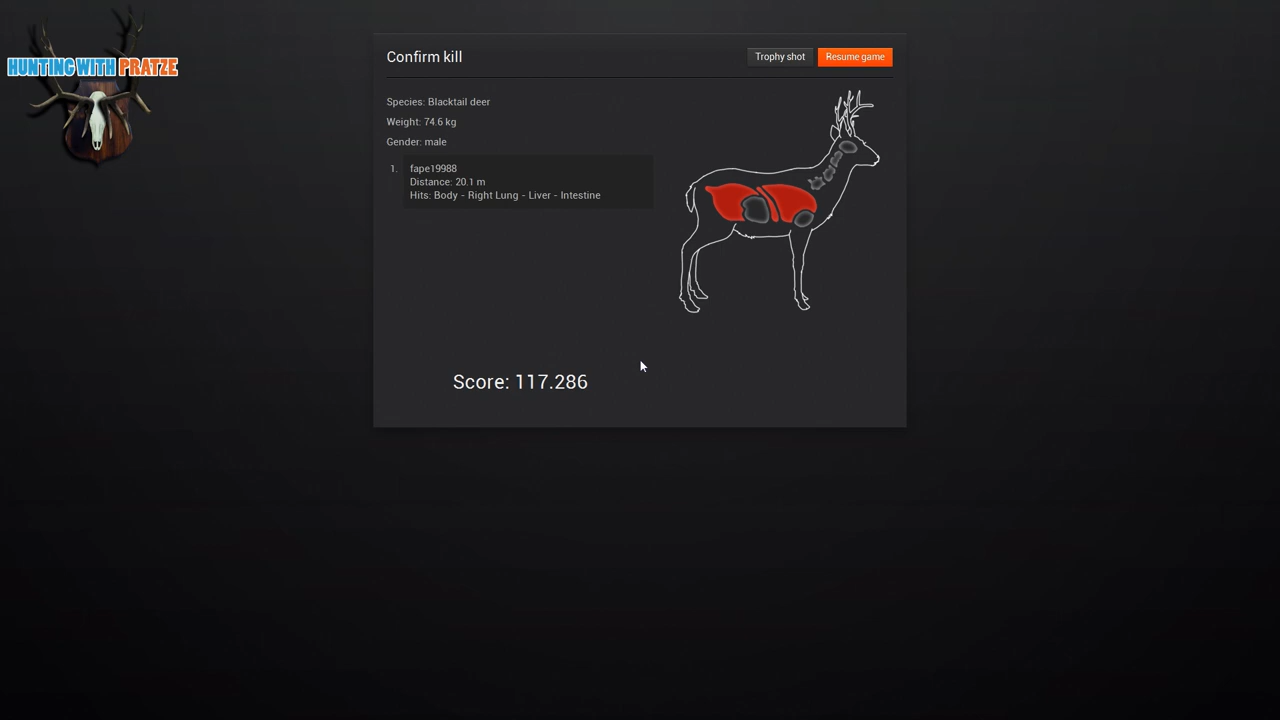 HUNTING WITH PRATZE
Confirm kill
Trophy shot
Resume game
Species: Blacktail deer
Weight: 74.6 kg
Gender: male
1. fape19988
Distance: 20.1 m
Hits: Body - Right Lung - Liver - Intestine
Score: 117.286